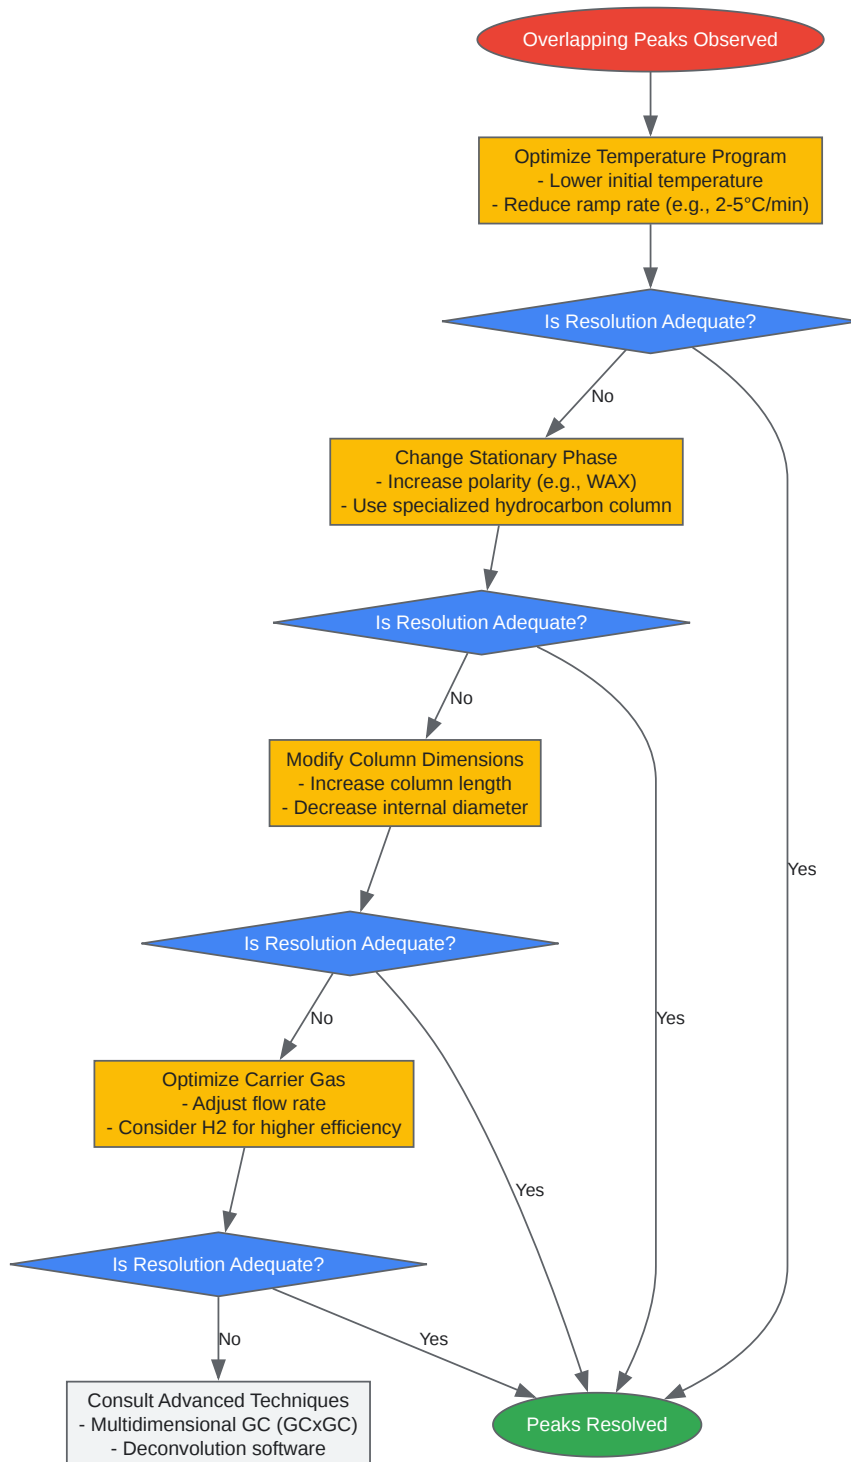 Overlapping Peaks Observed
Optimize Temperature Program
- Lower initial temperature
- Reduce ramp rate (e.g., 2-5°C/min)
Is Resolution Adequate?
No
Change Stationary Phase
- Increase polarity (e.g., WAX)
- Use specialized hydrocarbon column
Is Resolution Adequate?
No
Modify Column Dimensions
- Increase column length
- Decrease internal diameter
Yes
Is Resolution Adequate?
No
Yes
Optimize Carrier Gas
- Adjust flow rate
- Consider H2 for higher efficiency
Yes
Is Resolution Adequate?
No
Yes
Consult Advanced Techniques
- Multidimensional GC (GCxGC)
- Deconvolution software
Peaks Resolved